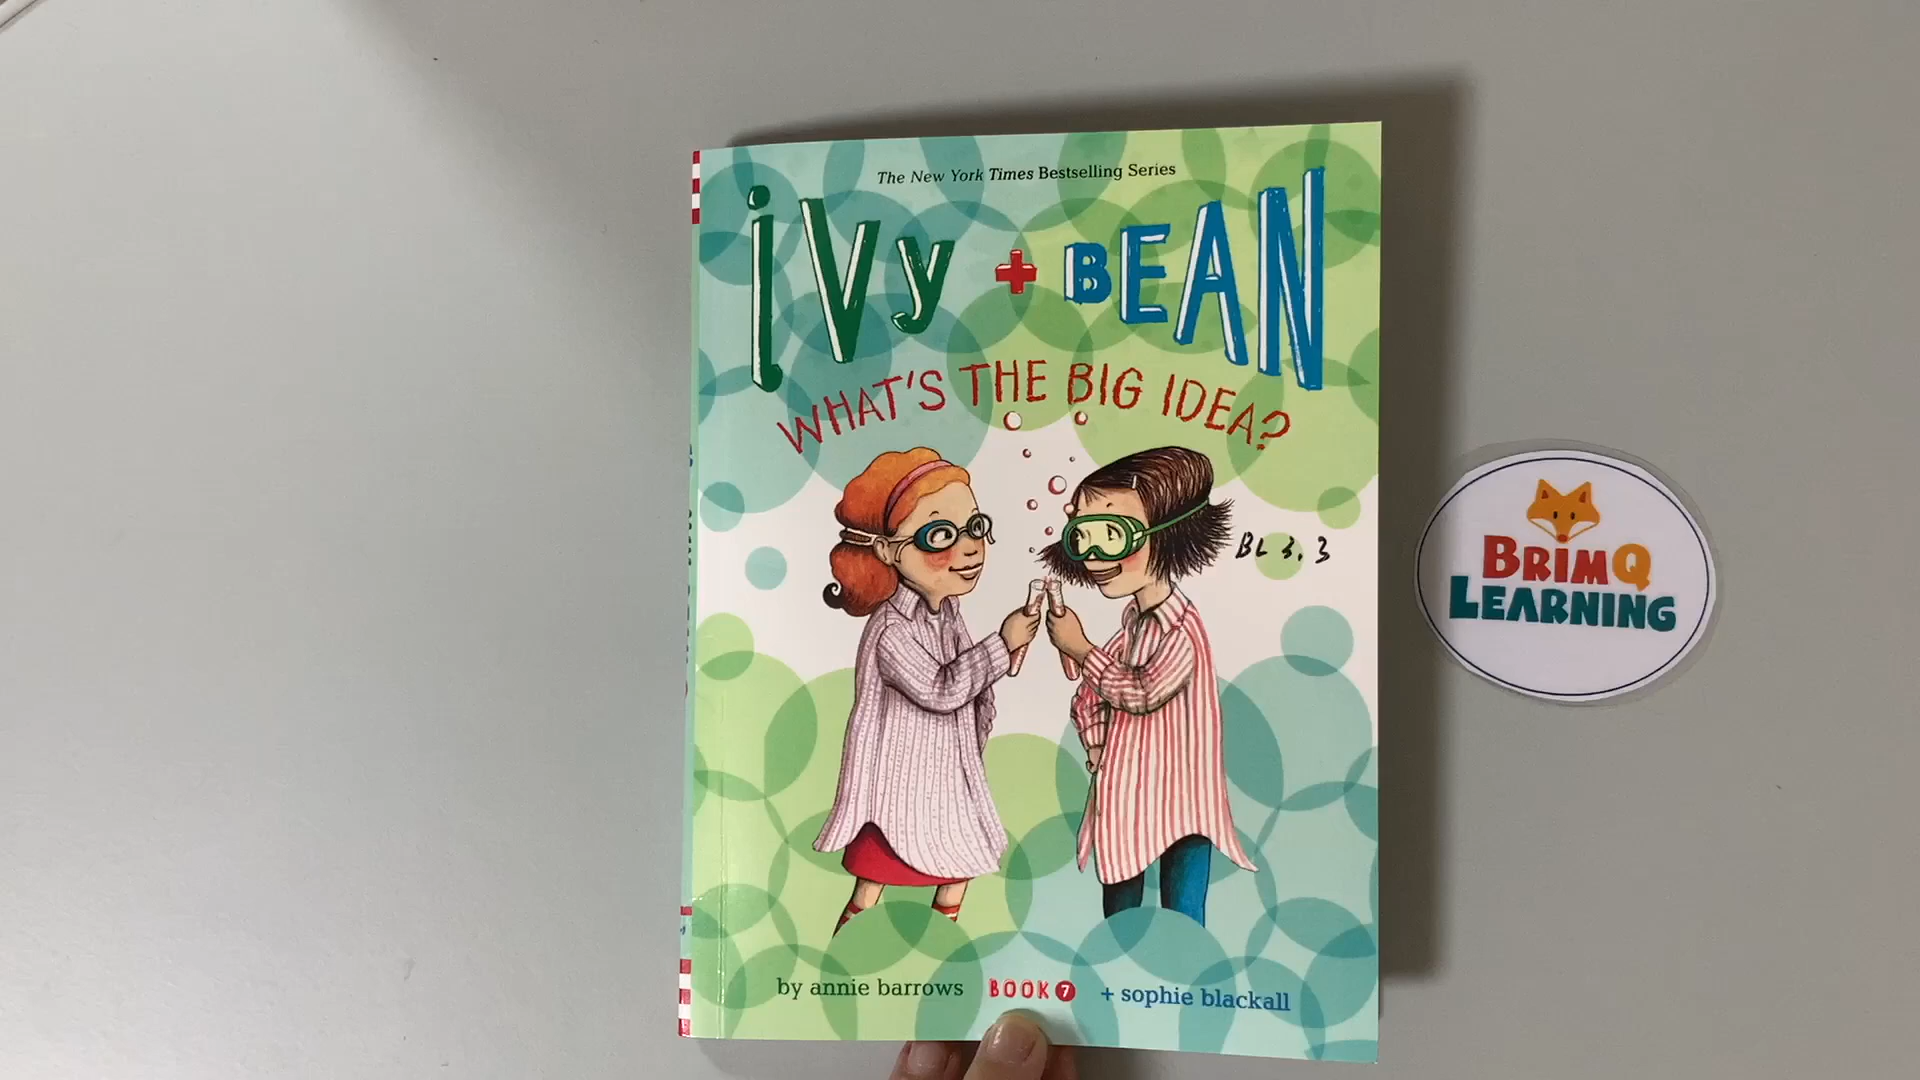 The New York Times Bestselling Series
ivy + BEAN
WHAT'S THE BIG IDEA?
BL 3.3
BRIMQ
LEARNING
by annie barrows BOOK 7 + sophie blackall